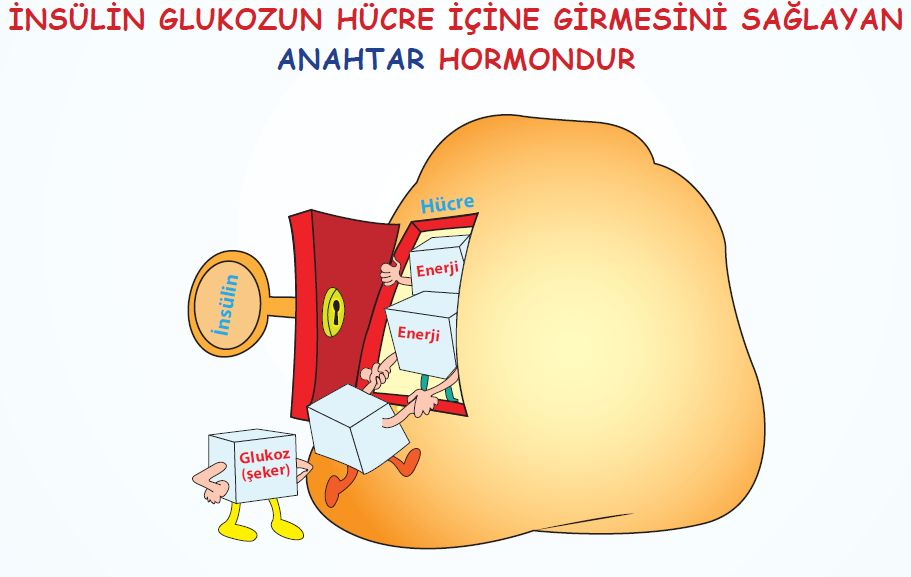 İNSÜLİN GLUKOZUN HÜCRE İÇİNE GİRMESİNİ SAĞLAYAN
ANAHTAR HORMONDUR
Hücre
Enerji
İnsülin
Enerji
Glukoz
(şeker)